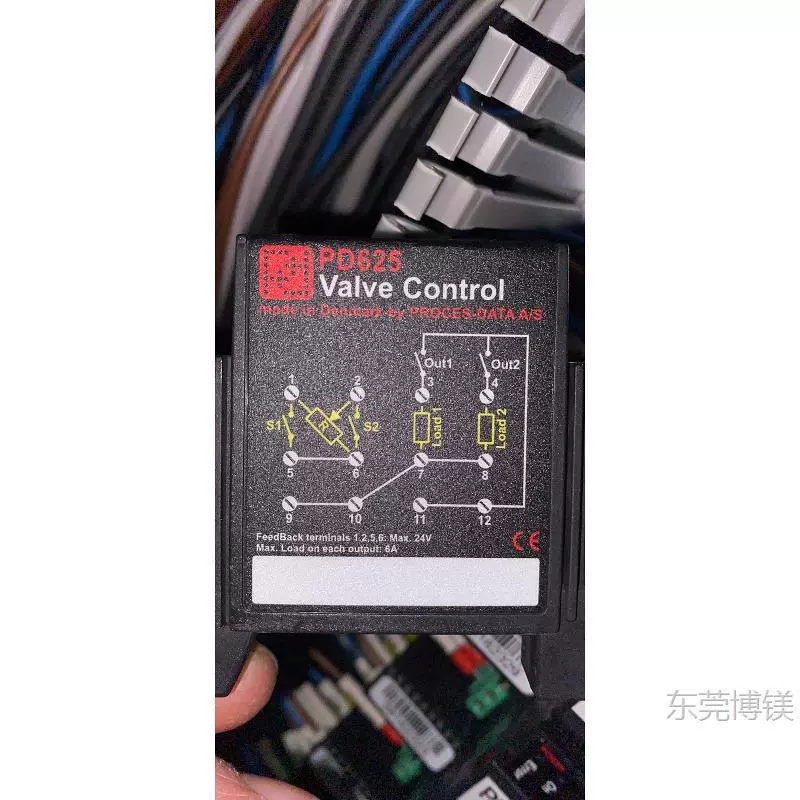 PD625
Valve Control
made in Denmark by PROCES-DATA A/S
Out1
Out2
1
2
3
4
S1
R
S2
Load 1
Load 2
5
6
7
8
9
10
11
12
FeedBack terminals 1,2,5,6: Max. 24V
Max. Load on each output: 6A
CE
东莞博镁
Error
On